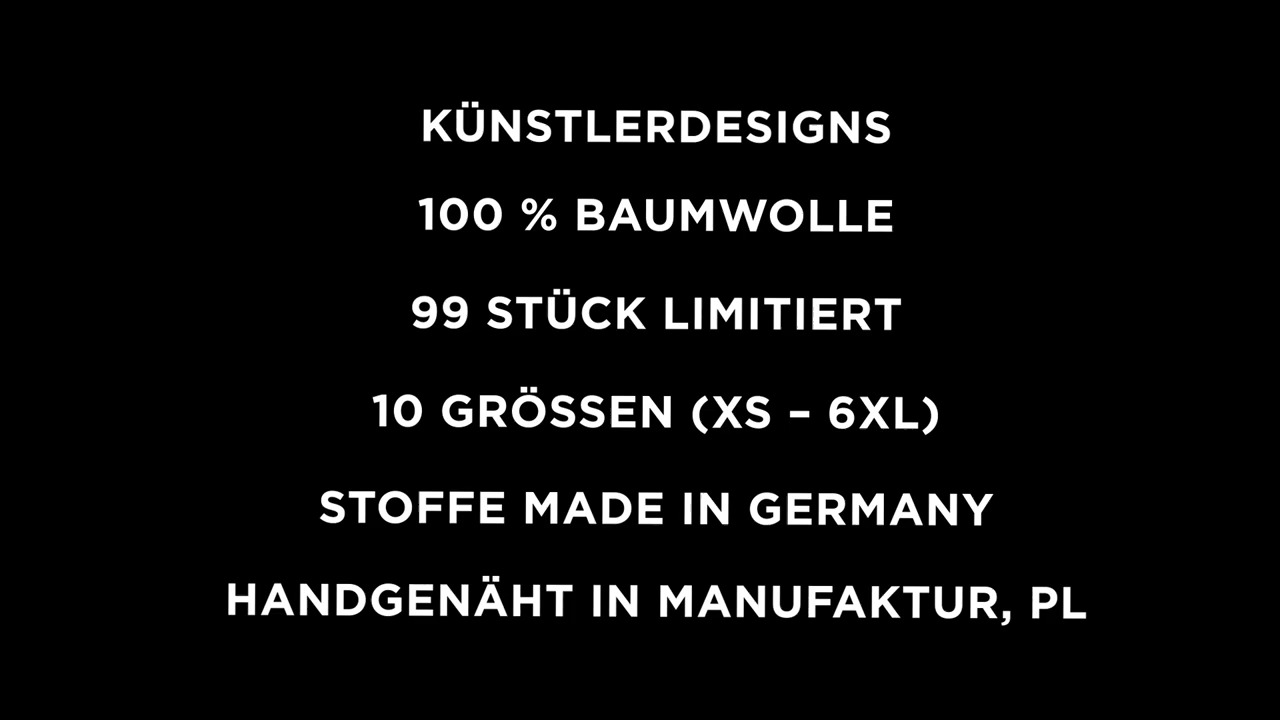 KÜNSTLERDESIGNS
100 % BAUMWOLLE
99 STÜCK LIMITIERT
10 GRÖSSEN (XS – 6XL)
STOFFE MADE IN GERMANY
HANDGENÄHT IN MANUFAKTUR, PL